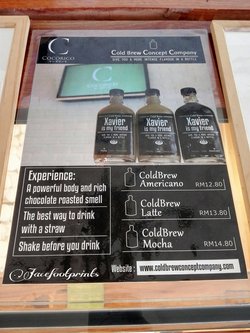 C
COCORICO
Cold Brew Concept Company
GIVE YOU A MORE INTENSE FLAVOUR IN A BOTTLE
Xavier
is my friend
Xavier
is my friend
Xavier
is my friend
Experience:
A powerful body and rich
chocolate roasted smell
The best way to drink
with a straw
Shake before you drink
ColdBrew
Americano RM12.80
ColdBrew
Latte RM13.80
ColdBrew
Mocha RM14.80
Facefootprints
Website : www.coldbrewconceptcompany.com